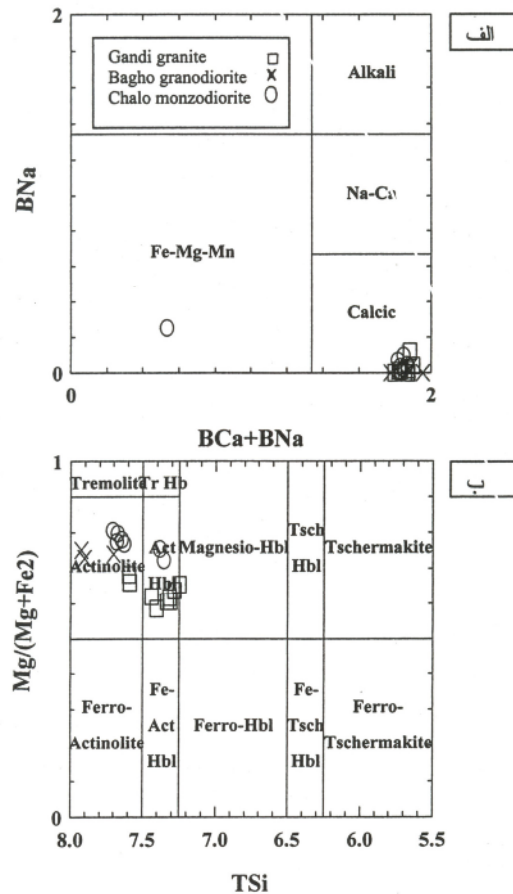 2
الف
Gandi granite
Bagho granodiorite
Chalo monzodiorite
Alkali
BNa
Na-Ca
Fe-Mg-Mn
Calcic
0
0 2
BCa+BNa
1
ب
Tremolite Tr Hb
Actinolite
Act Hbl
Magnesio-Hbl
Tsch Hbl
Tschermakite
Mg/(Mg+Fe2)
Ferro-Actinolite
Fe-Act Hbl
Ferro-Hbl
Fe-Tsch Hbl
Ferro-Tschermakite
0
8.0 7.5 7.0 6.5 6.0 5.5
TSi